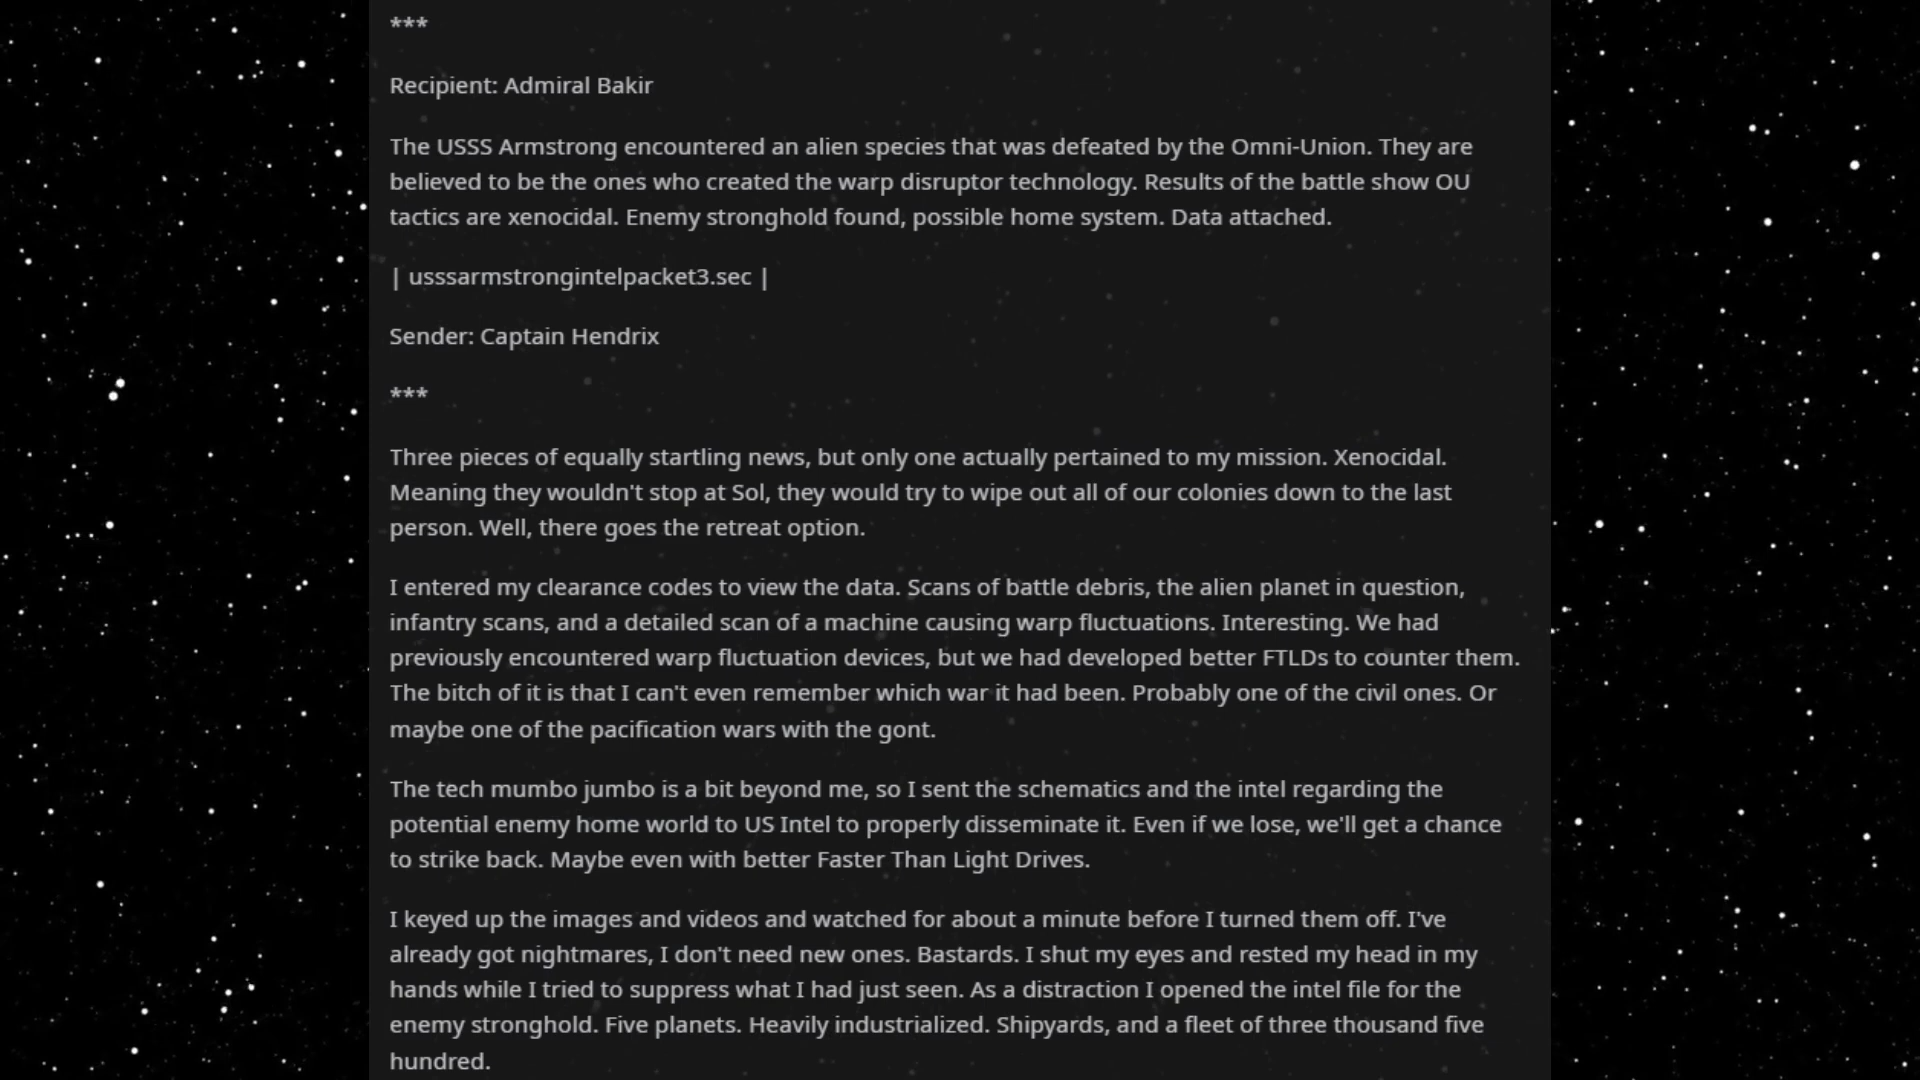 ***
Recipient: Admiral Bakir
The USSS Armstrong encountered an alien species that was defeated by the Omni-Union. They are
believed to be the ones who created the warp disruptor technology. Results of the battle show OU
tactics are xenocidal. Enemy stronghold found, possible home system. Data attached.
| usssarmstrongintelpacket3.sec |
Sender: Captain Hendrix
***
Three pieces of equally startling news, but only one actually pertained to my mission. Xenocidal.
Meaning they wouldn't stop at Sol, they would try to wipe out all of our colonies down to the last
person. Well, there goes the retreat option.
I entered my clearance codes to view the data. Scans of battle debris, the alien planet in question,
infantry scans, and a detailed scan of a machine causing warp fluctuations. Interesting. We had
previously encountered warp fluctuation devices, but we had developed better FTLDs to counter them.
The bitch of it is that I can't even remember which war it had been. Probably one of the civil ones. Or
maybe one of the pacification wars with the gont.
The tech mumbo jumbo is a bit beyond me, so I sent the schematics and the intel regarding the
potential enemy home world to US Intel to properly disseminate it. Even if we lose, we'll get a chance
to strike back. Maybe even with better Faster Than Light Drives.
I keyed up the images and videos and watched for about a minute before I turned them off. I've
already got nightmares, I don't need new ones. Bastards. I shut my eyes and rested my head in my
hands while I tried to suppress what I had just seen. As a distraction I opened the intel file for the
enemy stronghold. Five planets. Heavily industrialized. Shipyards, and a fleet of three thousand five
hundred.